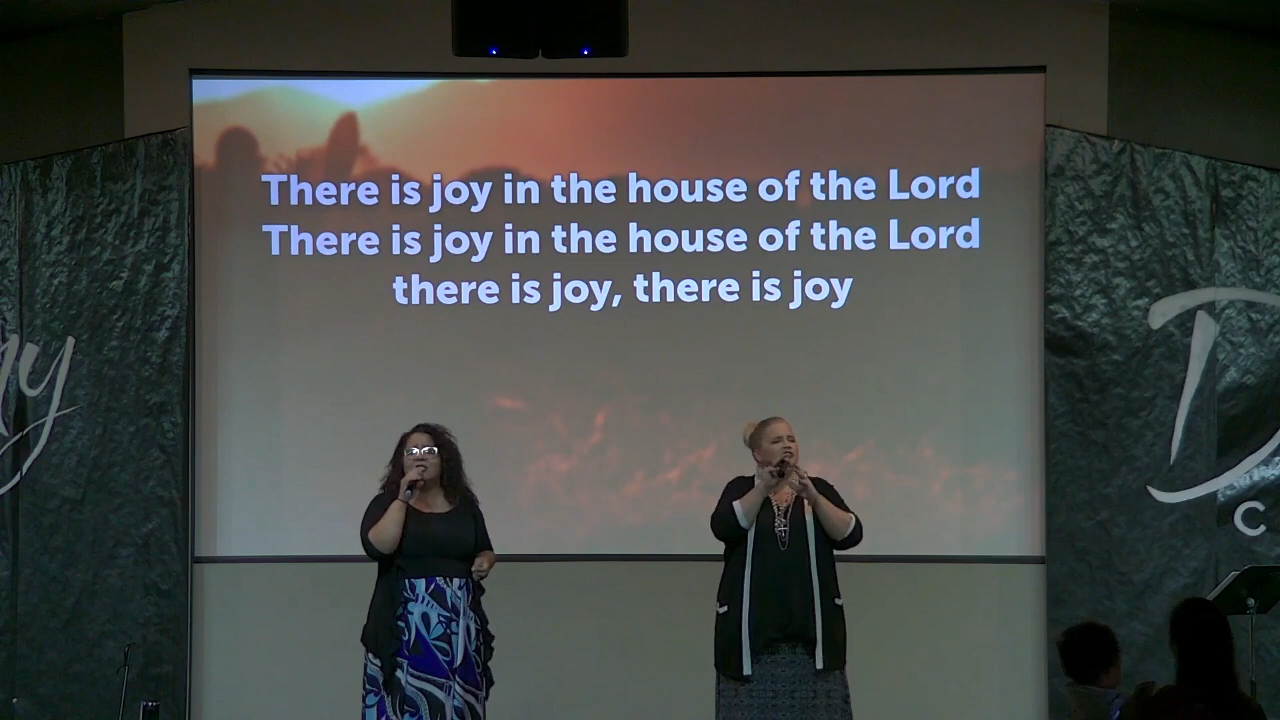 There is joy in the house of the Lord
There is joy in the house of the Lord
there is joy, there is joy